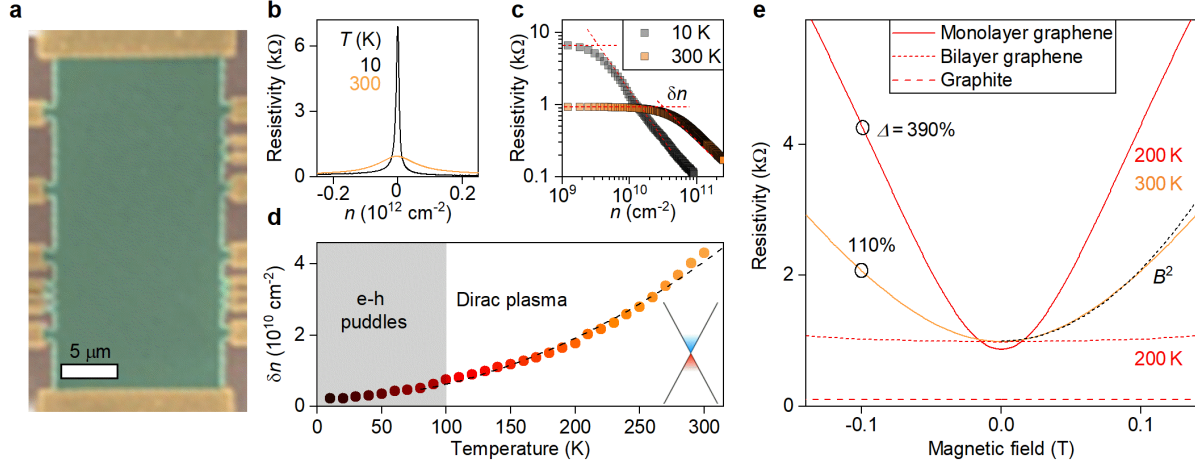 a
5 μm
b
Resistivity (kΩ)
6
4
2
0
T (K)
10
300
-0.2
0
0.2
n (10¹² cm⁻²)
c
Resistivity (kΩ)
10
1
0.1
10 K
300 K
δn
10⁹
10¹⁰
10¹¹
n (cm⁻²)
d
δn (10¹⁰ cm⁻²)
4
2
0
e-h
puddles
Dirac plasma
0
50
100
150
200
250
300
Temperature (K)
e
Resistivity (kΩ)
4
2
0
Monolayer graphene
Bilayer graphene
Graphite
Δ = 390%
110%
200 K
300 K
B²
200 K
-0.1
0.0
0.1
Magnetic field (T)